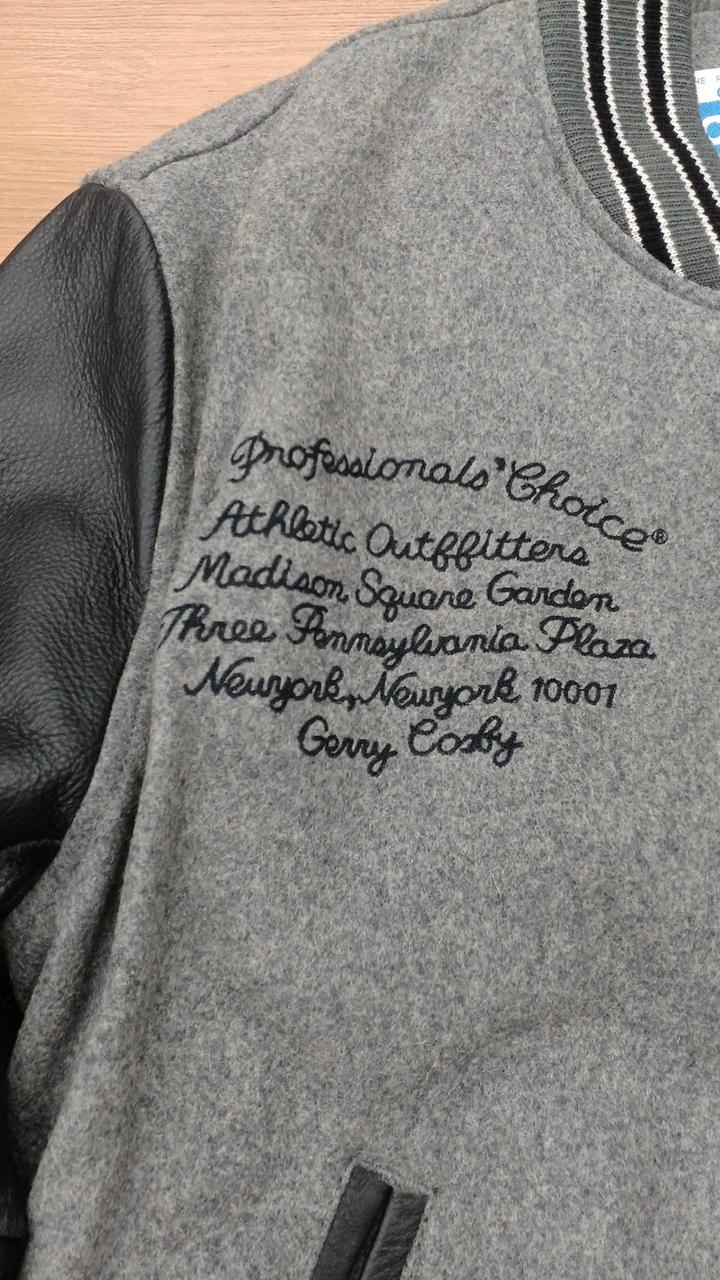 Professionals' Choice®
Athletic Outffitters
Madison Square Garden
Three Pennsylvania Plaza
Newyork, Newyork 10001
Gerry Cosby